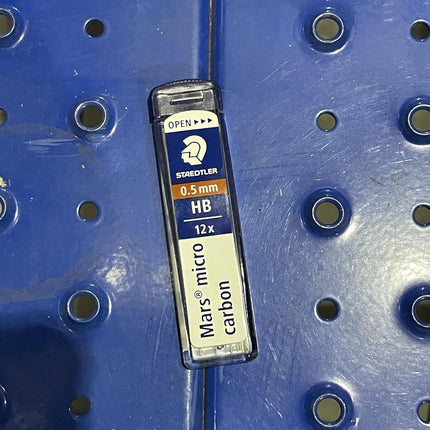 OPEN ▸▸▸
STAEDTLER
0.5 mm
HB
12x
Mars® micro
carbon